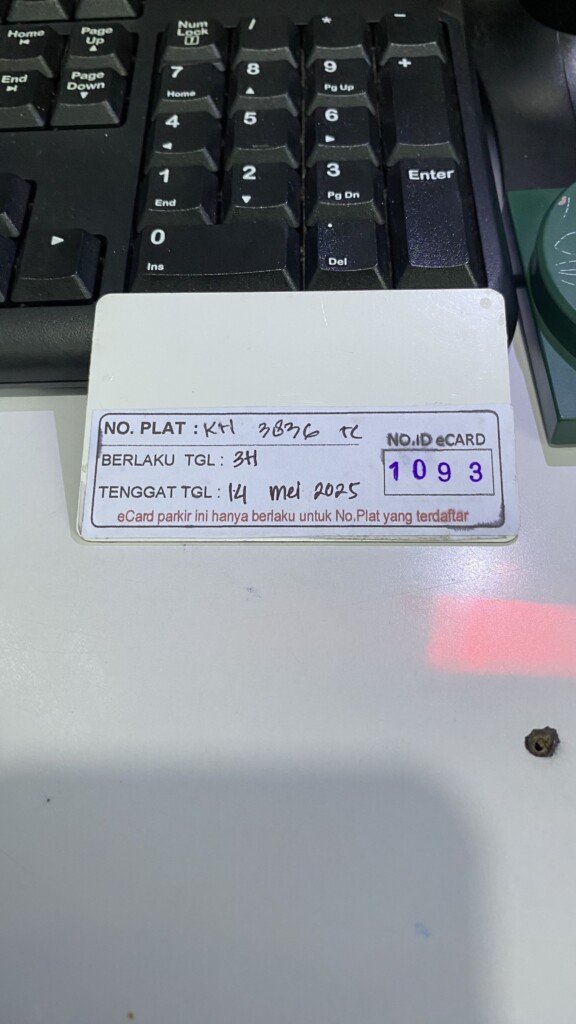 Home
Page Up
Num Lock
/
*
-
End
Page Down
7 Home
8
9 Pg Up
+
4
5
6
1 End
2
3 Pg Dn
Enter
0 Ins
. Del
NO. PLAT : KH 3836 TL
NO.ID eCARD
BERLAKU TGL : 3H
1093
TENGGAT TGL : 14 mei 2025
eCard parkir ini hanya berlaku untuk No.Plat yang terdaftar